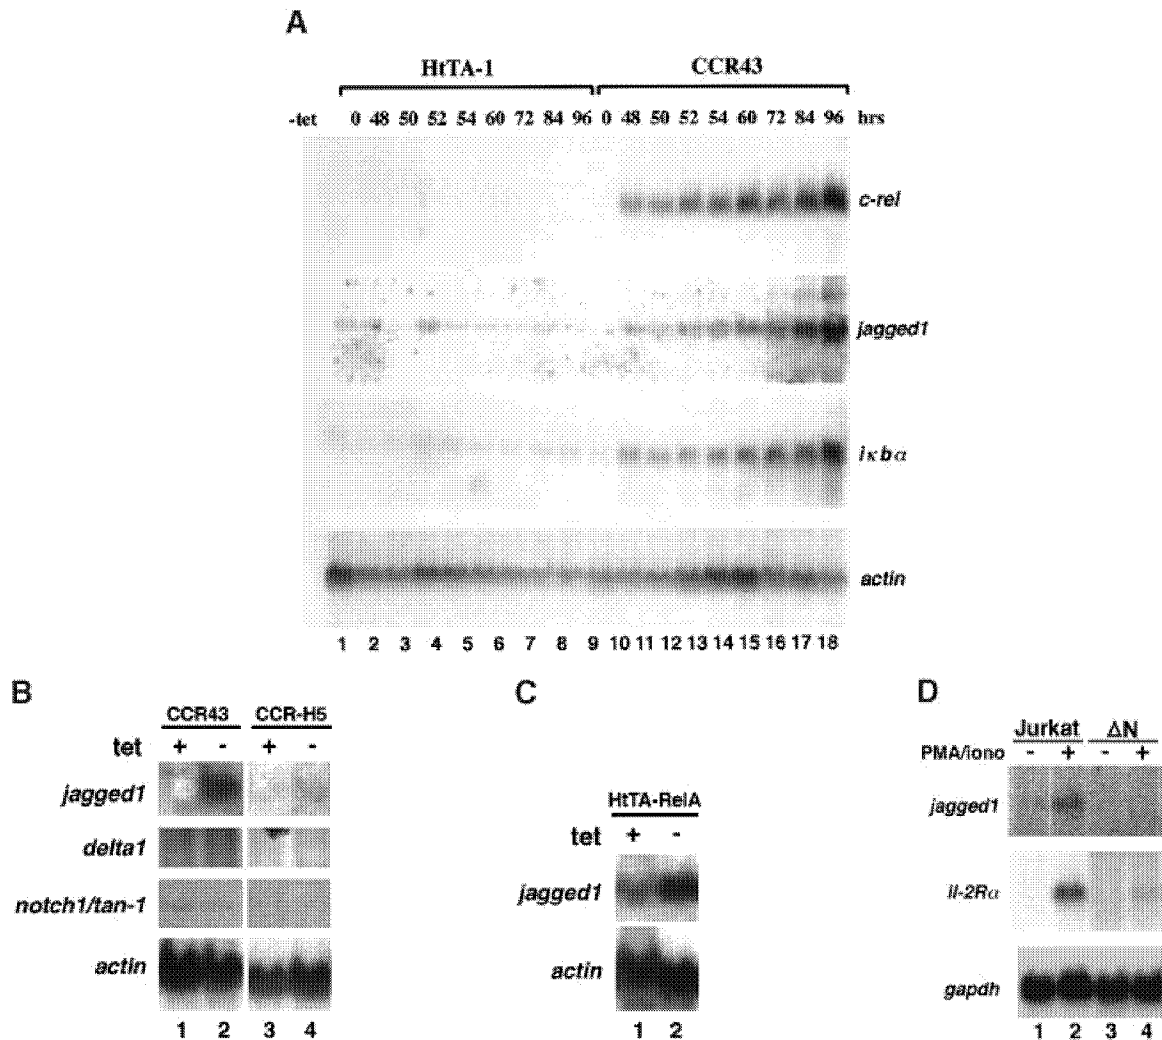 A
HtTA-1 CCR43
-tet 0 48 50 52 54 60 72 84 96 0 48 50 52 54 60 72 84 96 hrs
c-rel
jagged1
iκbα
actin
1 2 3 4 5 6 7 8 9 10 11 12 13 14 15 16 17 18
B
CCR43 CCR-H5
tet + - + -
jagged1
delta1
notch1/tan-1
actin
1 2 3 4
C
HtTA-RelA
tet + -
jagged1
actin
1 2
D
Jurkat ΔN
PMA/iono - + - +
jagged1
il-2Rα
gapdh
1 2 3 4